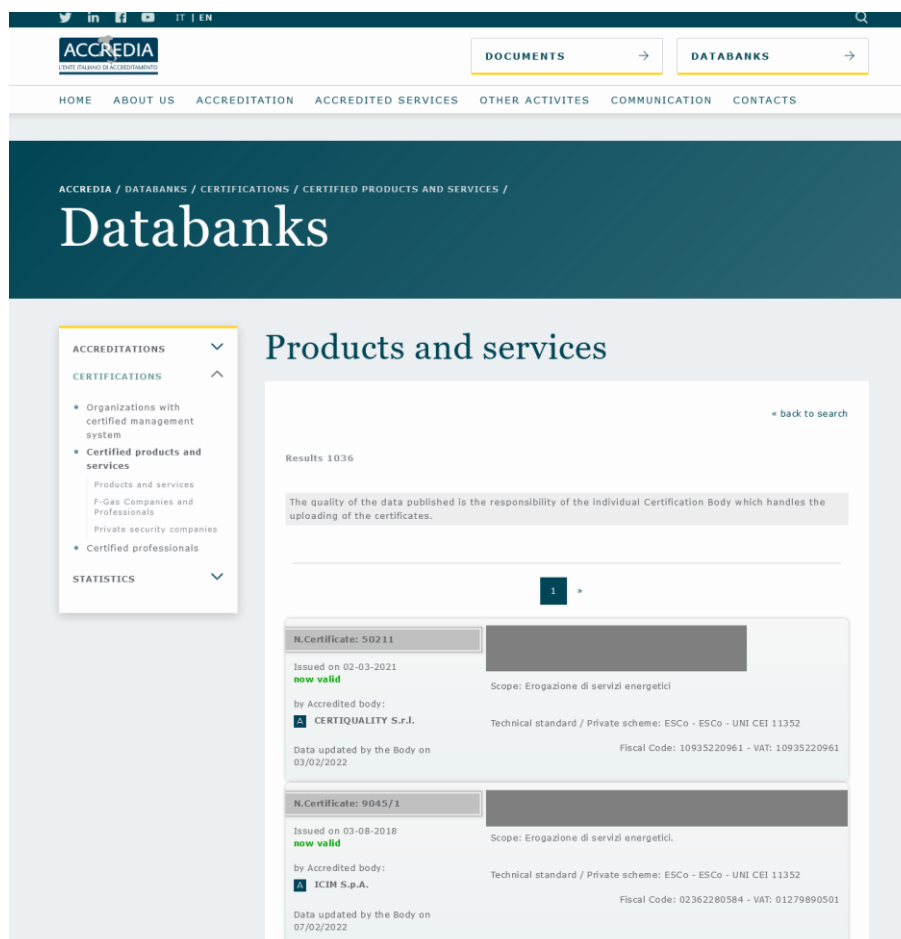 IT | EN
ACCREDIA
L'ENTE ITALIANO DI ACCREDITAMENTO
DOCUMENTS →
DATABANKS →
HOME ABOUT US ACCREDITATION ACCREDITED SERVICES OTHER ACTIVITES COMMUNICATION CONTACTS
ACCREDIA / DATABANKS / CERTIFICATIONS / CERTIFIED PRODUCTS AND SERVICES /
Databanks
ACCREDITATIONS
CERTIFICATIONS
• Organizations with
certified management
system
• Certified products and
services
Products and services
F-Gas Companies and
Professionals
Private security companies
• Certified professionals
STATISTICS
Products and services
« back to search
Results 1036
The quality of the data published is the responsibility of the individual Certification Body which handles the
uploading of the certificates.
1 »
N.Certificate: 50211
Issued on 02-03-2021
now valid
by Accredited body:
A CERTIQUALITY S.r.l.
Data updated by the Body on
03/02/2022
Scope: Erogazione di servizi energetici
Technical standard / Private scheme: ESCo - ESCo - UNI CEI 11352
Fiscal Code: 10935220961 - VAT: 10935220961
N.Certificate: 9045/1
Issued on 03-08-2018
now valid
by Accredited body:
A ICIM S.p.A.
Data updated by the Body on
07/02/2022
Scope: Erogazione di servizi energetici.
Technical standard / Private scheme: ESCo - ESCo - UNI CEI 11352
Fiscal Code: 02362280584 - VAT: 01279890501